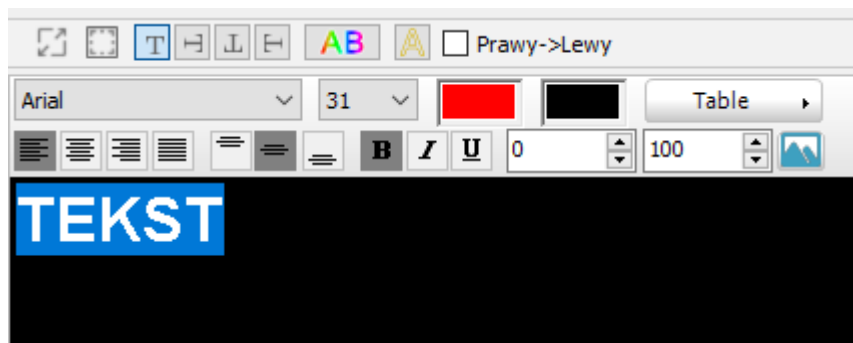 T T T T AB A Prawy->Lewy
Arial 31 Table
B I U 0 100
TEKST